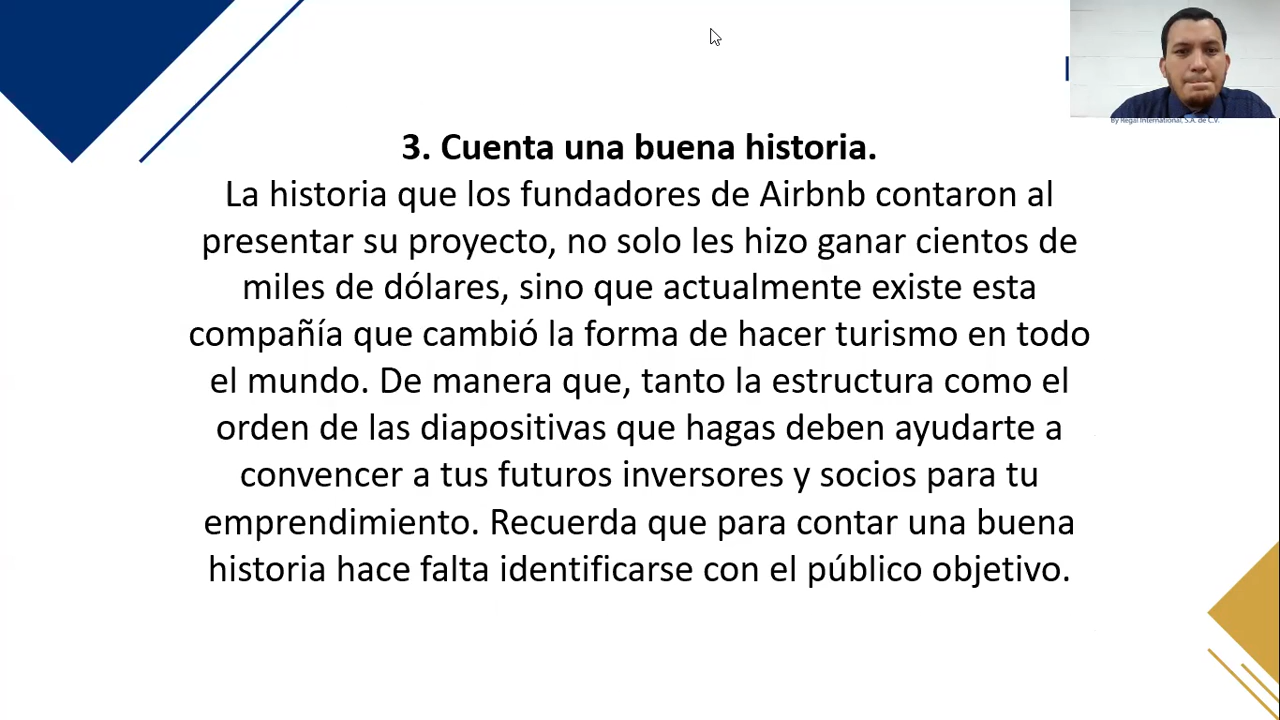 By Regal International, S.A. de C.V.
3. Cuenta una buena historia.
La historia que los fundadores de Airbnb contaron al
presentar su proyecto, no solo les hizo ganar cientos de
miles de dólares, sino que actualmente existe esta
compañía que cambió la forma de hacer turismo en todo
el mundo. De manera que, tanto la estructura como el
orden de las diapositivas que hagas deben ayudarte a
convencer a tus futuros inversores y socios para tu
emprendimiento. Recuerda que para contar una buena
historia hace falta identificarse con el público objetivo.